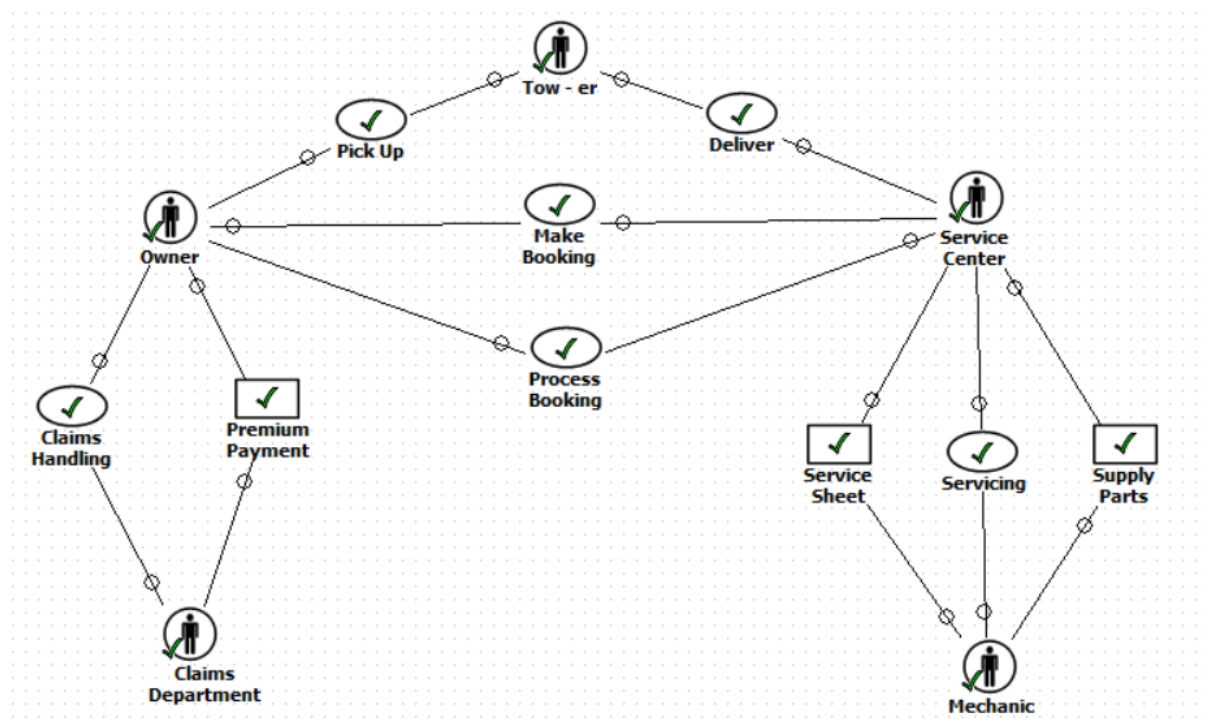 Tow - er
Pick Up
Deliver
Owner
Make
Booking
Service
Center
Process
Booking
Claims
Handling
Premium
Payment
Service
Sheet
Servicing
Supply
Parts
Claims
Department
Mechanic